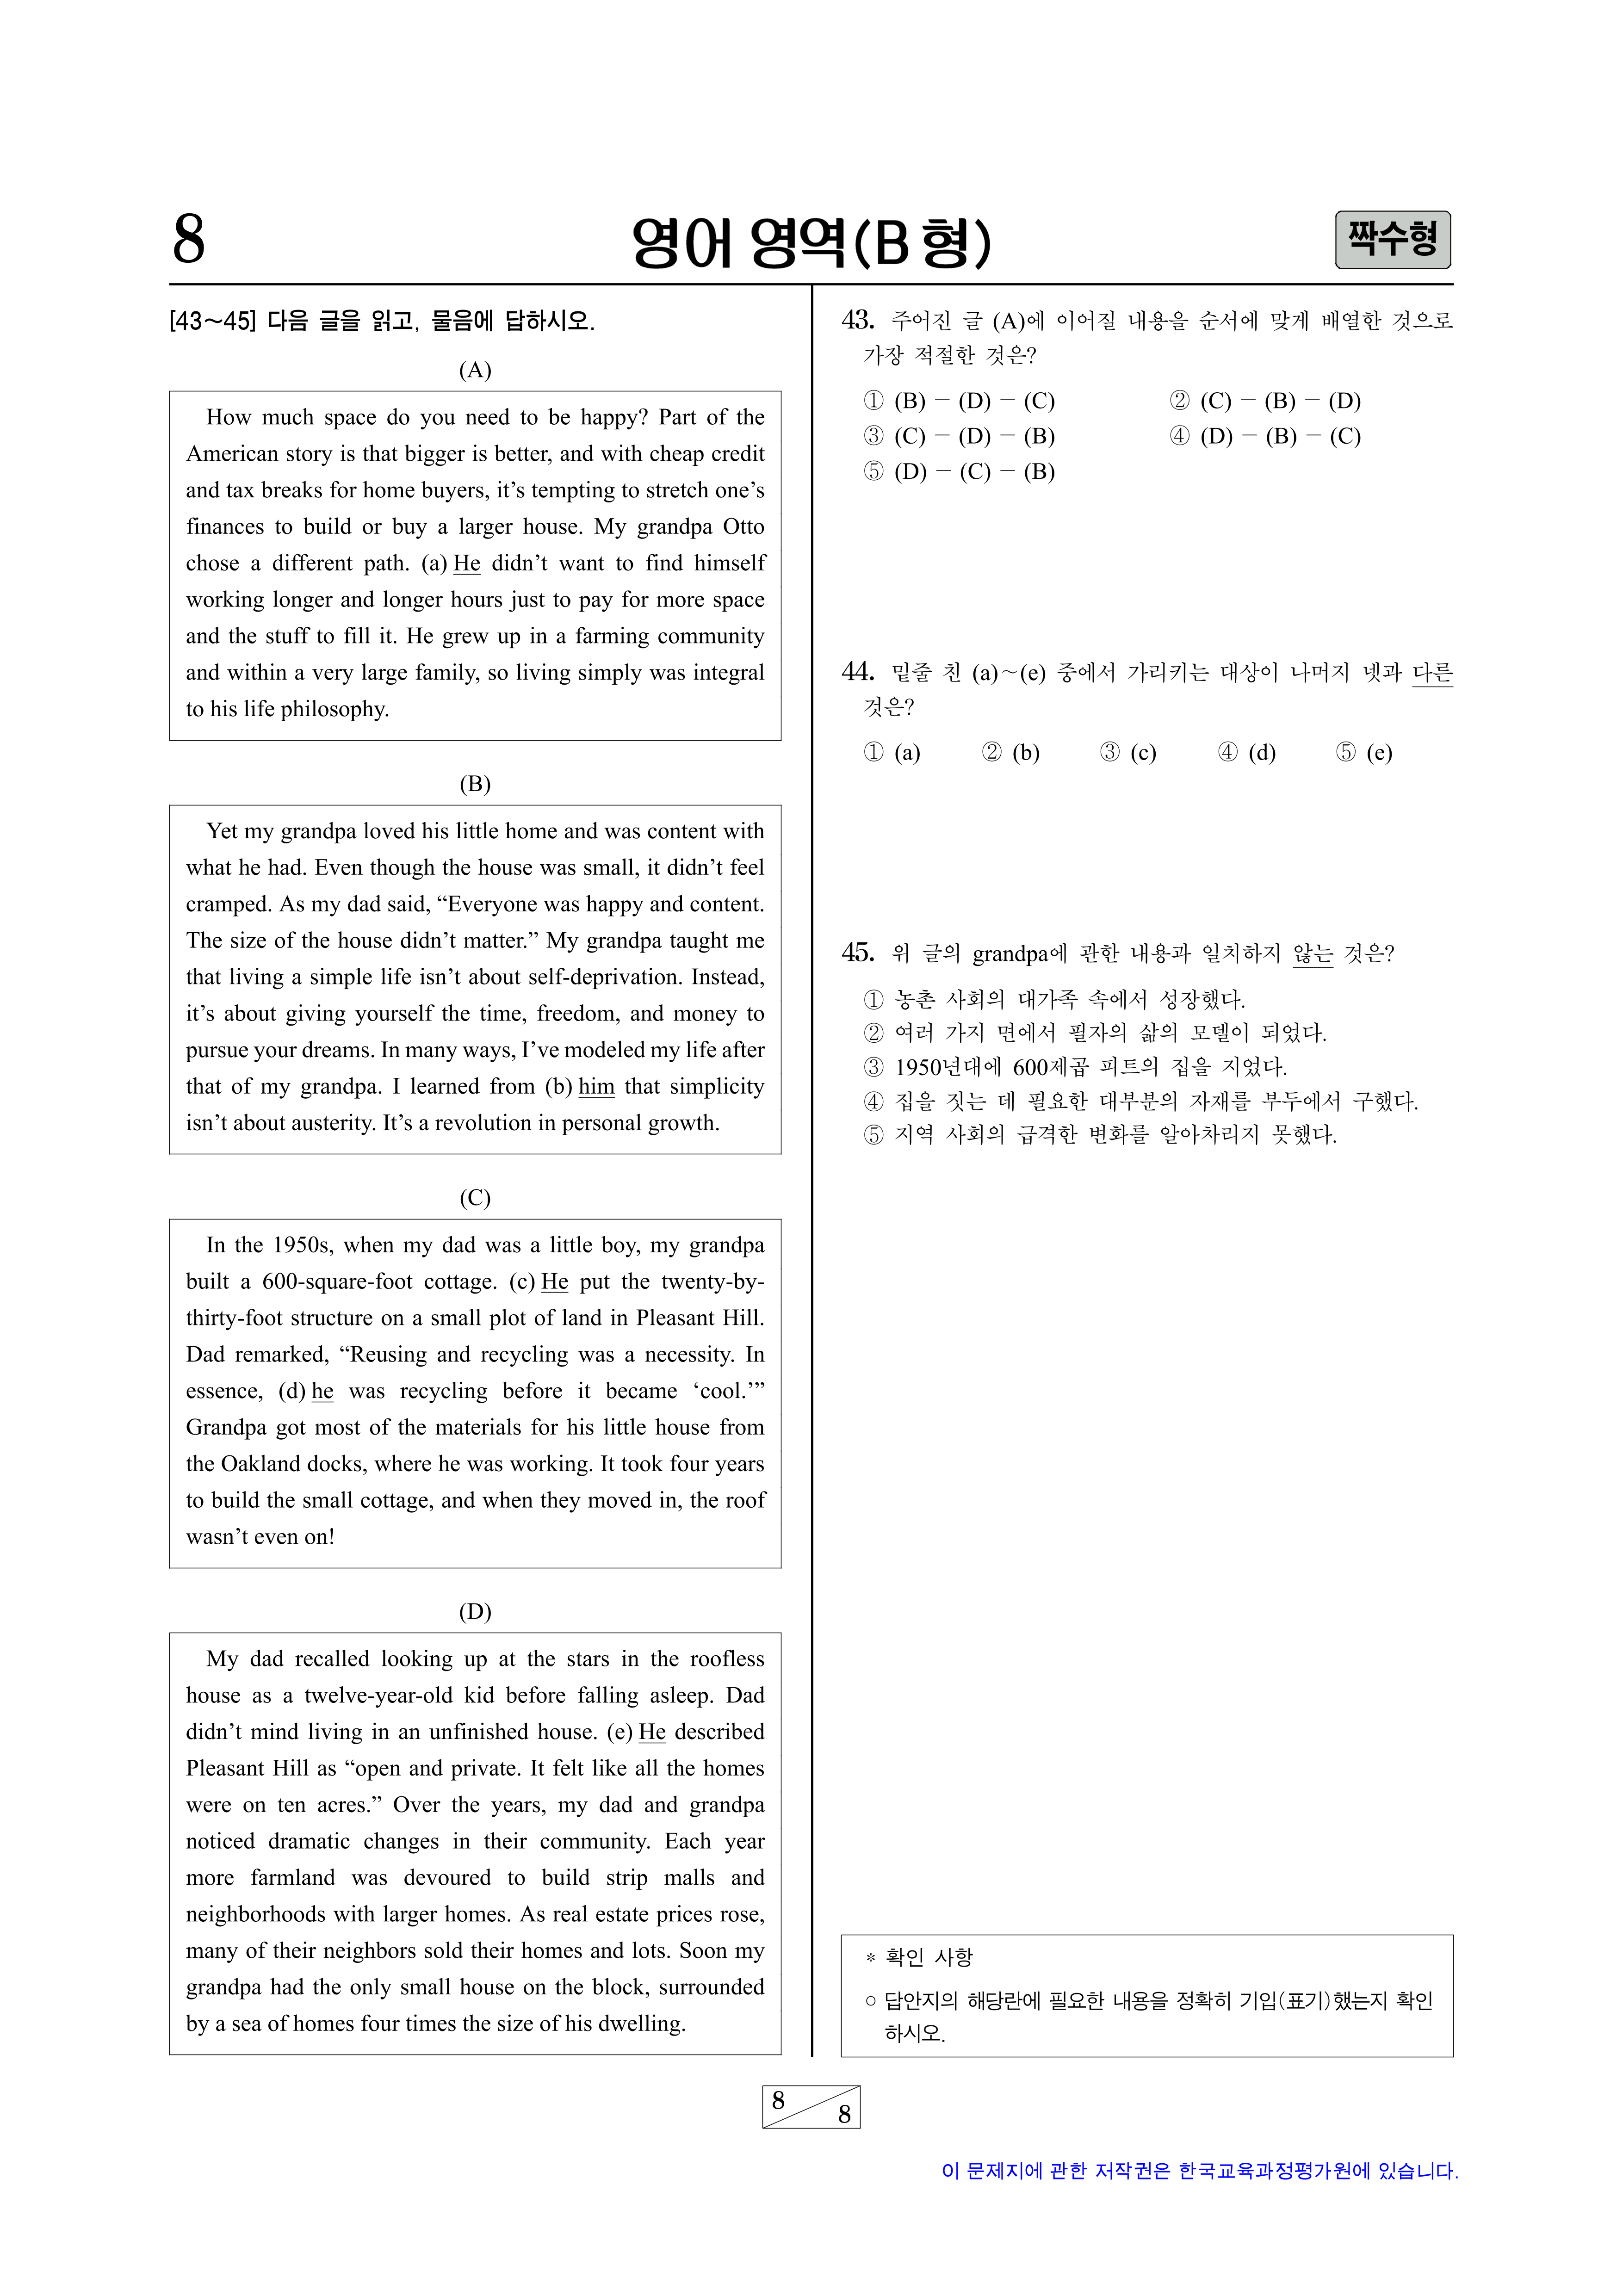 8
영어 영역(B 형)
짝수형
[43~45] 다음 글을 읽고, 물음에 답하시오.
(A)
How much space do you need to be happy? Part of the
American story is that bigger is better, and with cheap credit
and tax breaks for home buyers, it’s tempting to stretch one’s
finances to build or buy a larger house. My grandpa Otto
chose a different path. (a) He didn’t want to find himself
working longer and longer hours just to pay for more space
and the stuff to fill it. He grew up in a farming community
and within a very large family, so living simply was integral
to his life philosophy.
(B)
Yet my grandpa loved his little home and was content with
what he had. Even though the house was small, it didn’t feel
cramped. As my dad said, “Everyone was happy and content.
The size of the house didn’t matter.” My grandpa taught me
that living a simple life isn’t about self-deprivation. Instead,
it’s about giving yourself the time, freedom, and money to
pursue your dreams. In many ways, I’ve modeled my life after
that of my grandpa. I learned from (b) him that simplicity
isn’t about austerity. It’s a revolution in personal growth.
(C)
In the 1950s, when my dad was a little boy, my grandpa
built a 600-square-foot cottage. (c) He put the twenty-by-
thirty-foot structure on a small plot of land in Pleasant Hill.
Dad remarked, “Reusing and recycling was a necessity. In
essence, (d) he was recycling before it became ‘cool.’”
Grandpa got most of the materials for his little house from
the Oakland docks, where he was working. It took four years
to build the small cottage, and when they moved in, the roof
wasn’t even on!
(D)
My dad recalled looking up at the stars in the roofless
house as a twelve-year-old kid before falling asleep. Dad
didn’t mind living in an unfinished house. (e) He described
Pleasant Hill as “open and private. It felt like all the homes
were on ten acres.” Over the years, my dad and grandpa
noticed dramatic changes in their community. Each year
more farmland was devoured to build strip malls and
neighborhoods with larger homes. As real estate prices rose,
many of their neighbors sold their homes and lots. Soon my
grandpa had the only small house on the block, surrounded
by a sea of homes four times the size of his dwelling.
43. 주어진 글 (A)에 이어질 내용을 순서에 맞게 배열한 것으로
가장 적절한 것은?
① (B) － (D) － (C) ② (C) － (B) － (D)
③ (C) － (D) － (B) ④ (D) － (B) － (C)
⑤ (D) － (C) － (B)
44. 밑줄 친 (a)~(e) 중에서 가리키는 대상이 나머지 넷과 다른
것은?
① (a) ② (b) ③ (c) ④ (d) ⑤ (e)
45. 위 글의 grandpa에 관한 내용과 일치하지 않는 것은?
① 농촌 사회의 대가족 속에서 성장했다.
② 여러 가지 면에서 필자의 삶의 모델이 되었다.
③ 1950년대에 600제곱 피트의 집을 지었다.
④ 집을 짓는 데 필요한 대부분의 자재를 부두에서 구했다.
⑤ 지역 사회의 급격한 변화를 알아차리지 못했다.
* 확인 사항
○ 답안지의 해당란에 필요한 내용을 정확히 기입(표기)했는지 확인
하시오.
8
8
이 문제지에 관한 저작권은 한국교육과정평가원에 있습니다.